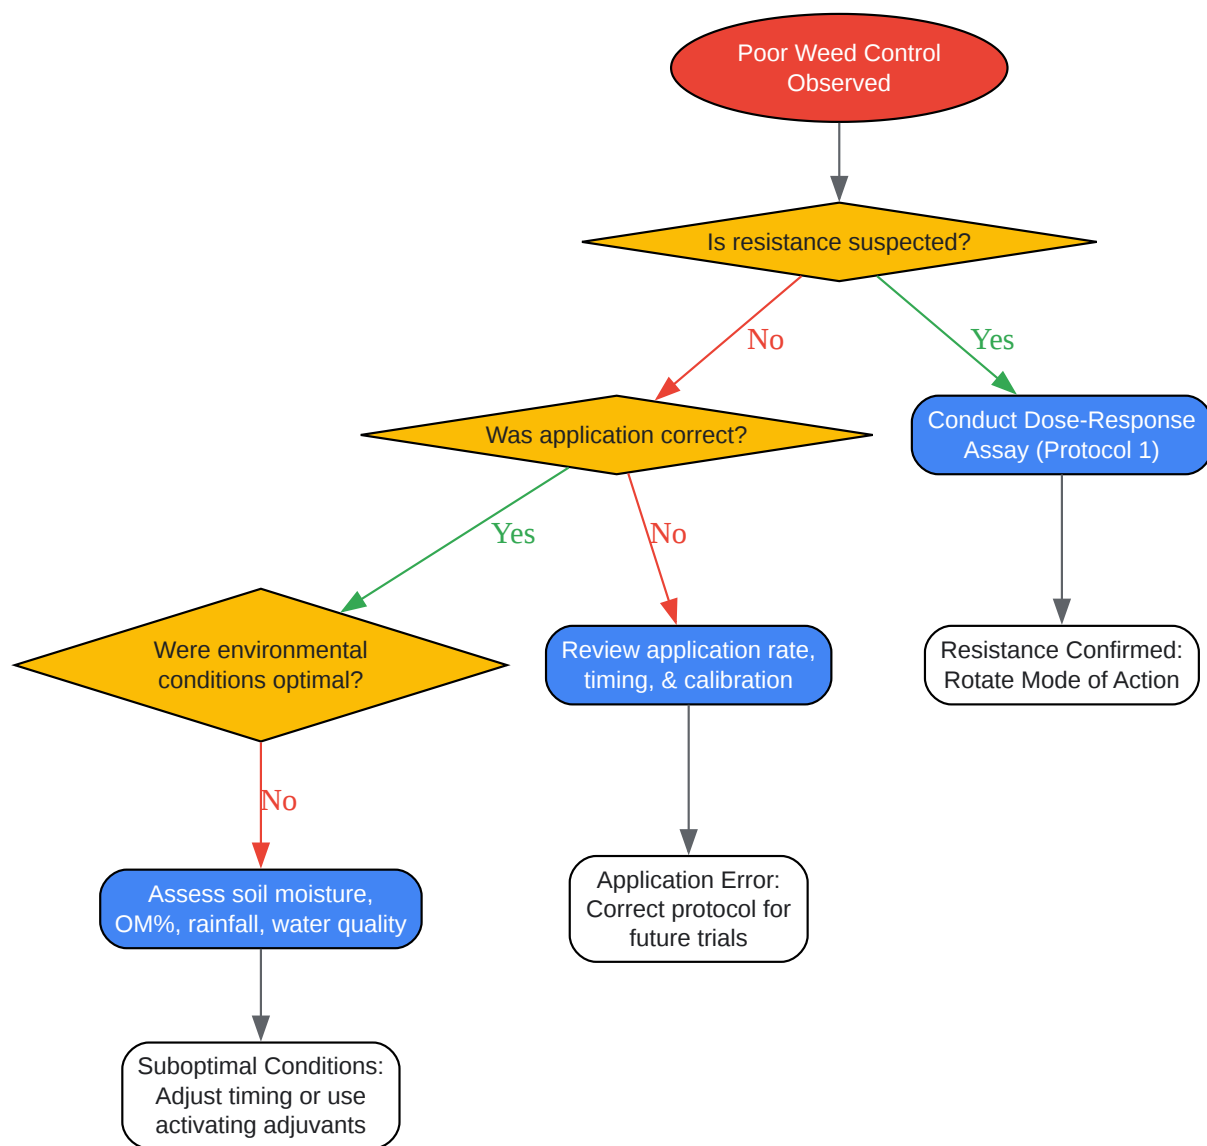 Poor Weed Control
Observed
Is resistance suspected?
No
Yes
Was application correct?
Conduct Dose-Response
Assay (Protocol 1)
Yes
No
Were environmental
conditions optimal?
Review application rate,
timing, & calibration
Resistance Confirmed:
Rotate Mode of Action
No
Assess soil moisture,
OM%, rainfall, water quality
Application Error:
Correct protocol for
future trials
Suboptimal Conditions:
Adjust timing or use
activating adjuvants